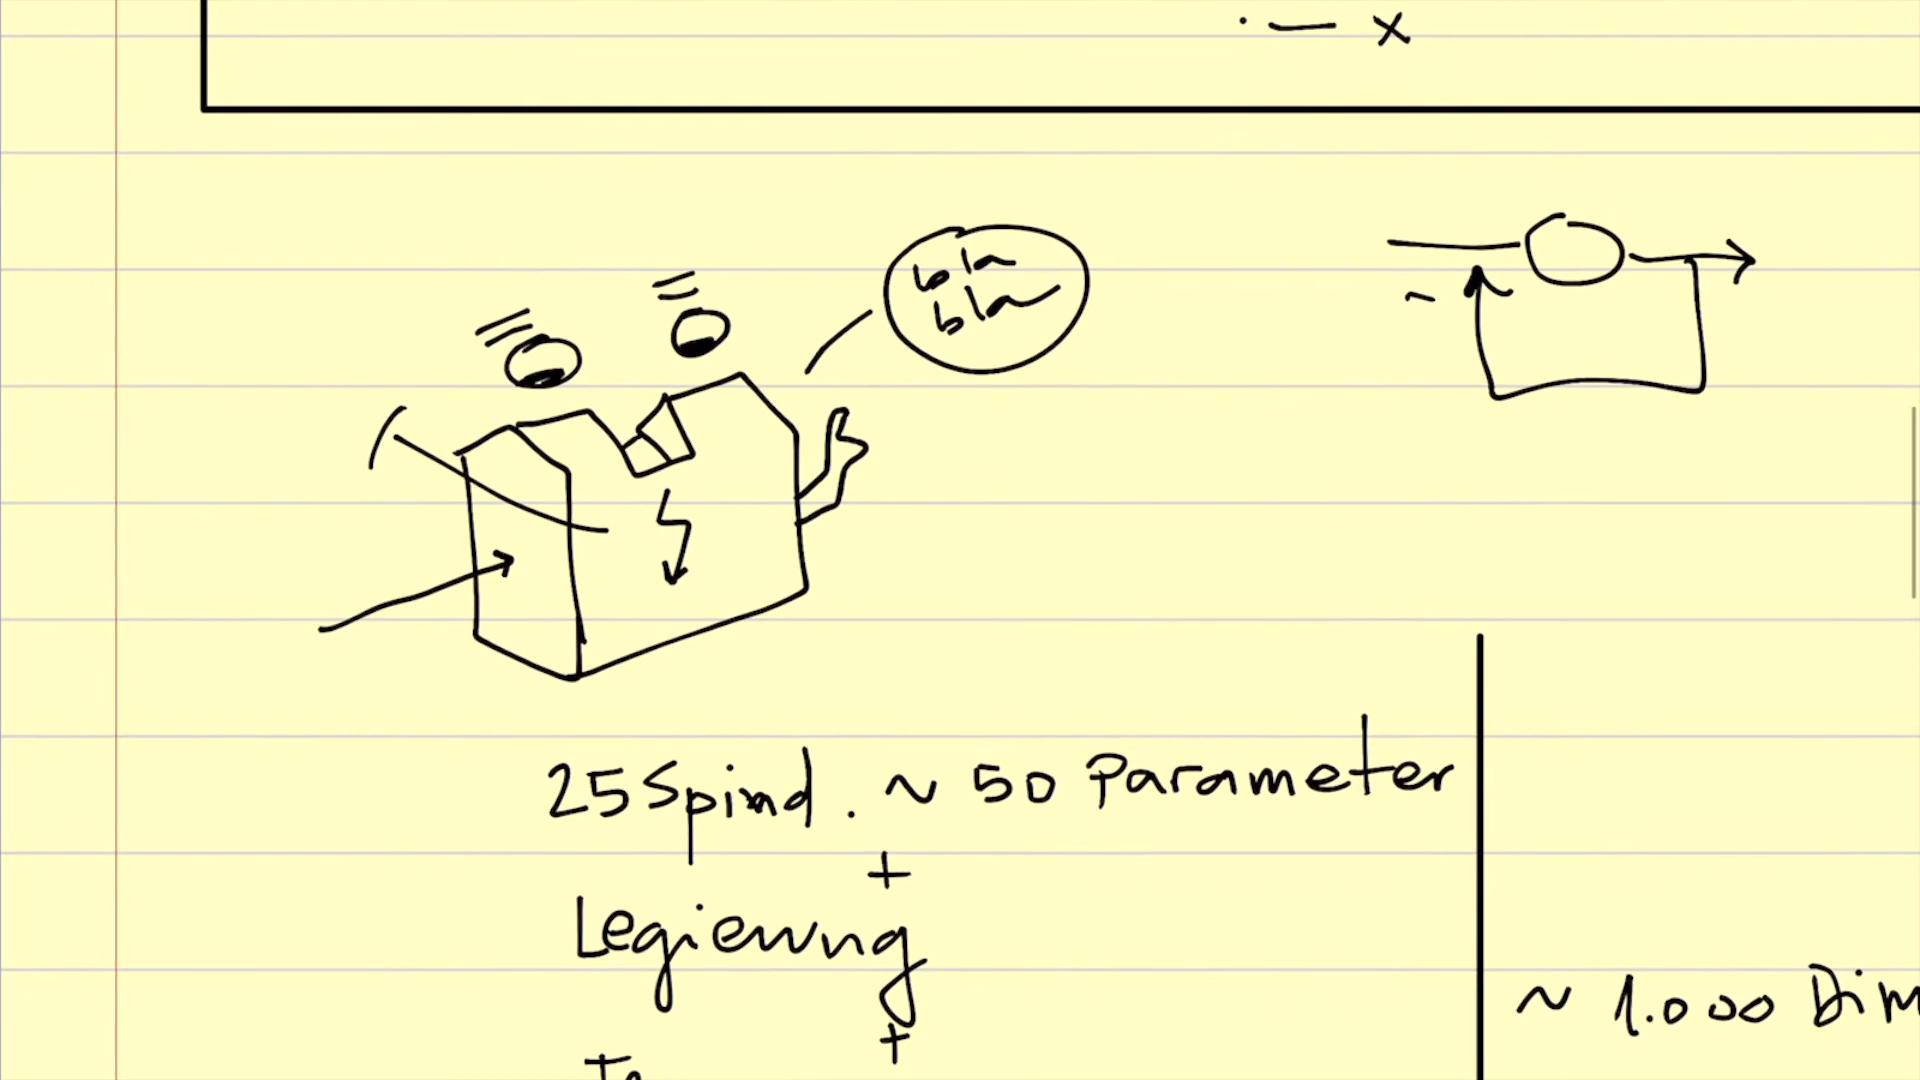 · — x
bla
bla
-
25 Spind. ~ 50 Parameter
+
Legierung
+
~ 1.000 Dim